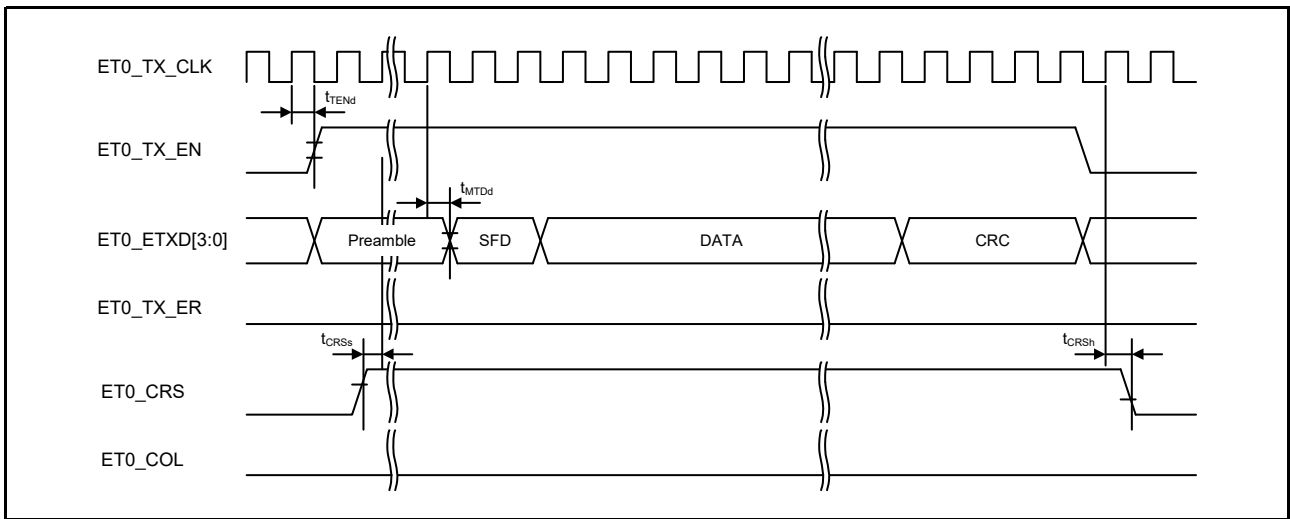 ET0_TX_CLK
tTENd
ET0_TX_EN
tMTDd
ET0_ETXD[3:0]
Preamble
SFD
DATA
CRC
ET0_TX_ER
tCRSs
tCRSh
ET0_CRS
ET0_COL